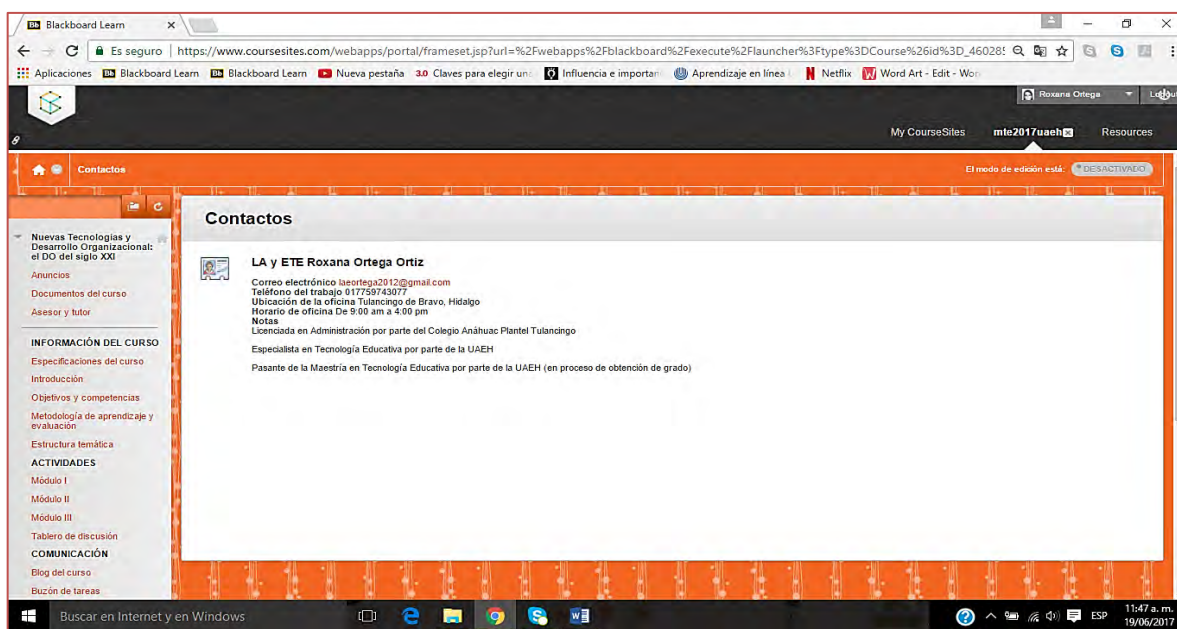 Blackboard Learn
Es seguro | https://www.coursesites.com/webapps/portal/frameset.jsp?url=%2Fwebapps%2Fblackboard%2Fexecute%2Flauncher%3Ftype%3DCourse%26id%3D_46028
Aplicaciones Blackboard Learn Blackboard Learn Nueva pestaña 3.0 Claves para elegir un Influencia e importan Aprendizaje en línea Netflix Word Art - Edit - Wor
Roxana Ortega Logout
My CourseSites mte2017uaeh Resources
Contactos El modo de edición está: DESACTIVADO
Contactos
Nuevas Tecnologías y
Desarrollo Organizacional:
el DO del siglo XXI
Anuncios
Documentos del curso
Asesor y tutor
INFORMACIÓN DEL CURSO
Especificaciones del curso
Introducción
Objetivos y competencias
Metodología de aprendizaje y
evaluación
Estructura temática
ACTIVIDADES
Módulo I
Módulo II
Módulo III
Tablero de discusión
COMUNICACIÓN
Blog del curso
Buzón de tareas
LA y ETE Roxana Ortega Ortiz
Correo electrónico laeortega2012@gmail.com
Teléfono del trabajo 017759743077
Ubicación de la oficina Tulancingo de Bravo, Hidalgo
Horario de oficina De 9:00 am a 4:00 pm
Notas
Licenciada en Administración por parte del Colegio Anáhuac Plantel Tulancingo
Especialista en Tecnología Educativa por parte de la UAEH
Pasante de la Maestría en Tecnología Educativa por parte de la UAEH (en proceso de obtención de grado)
Buscar en Internet y en Windows
ESP
11:47 a. m.
19/06/2017